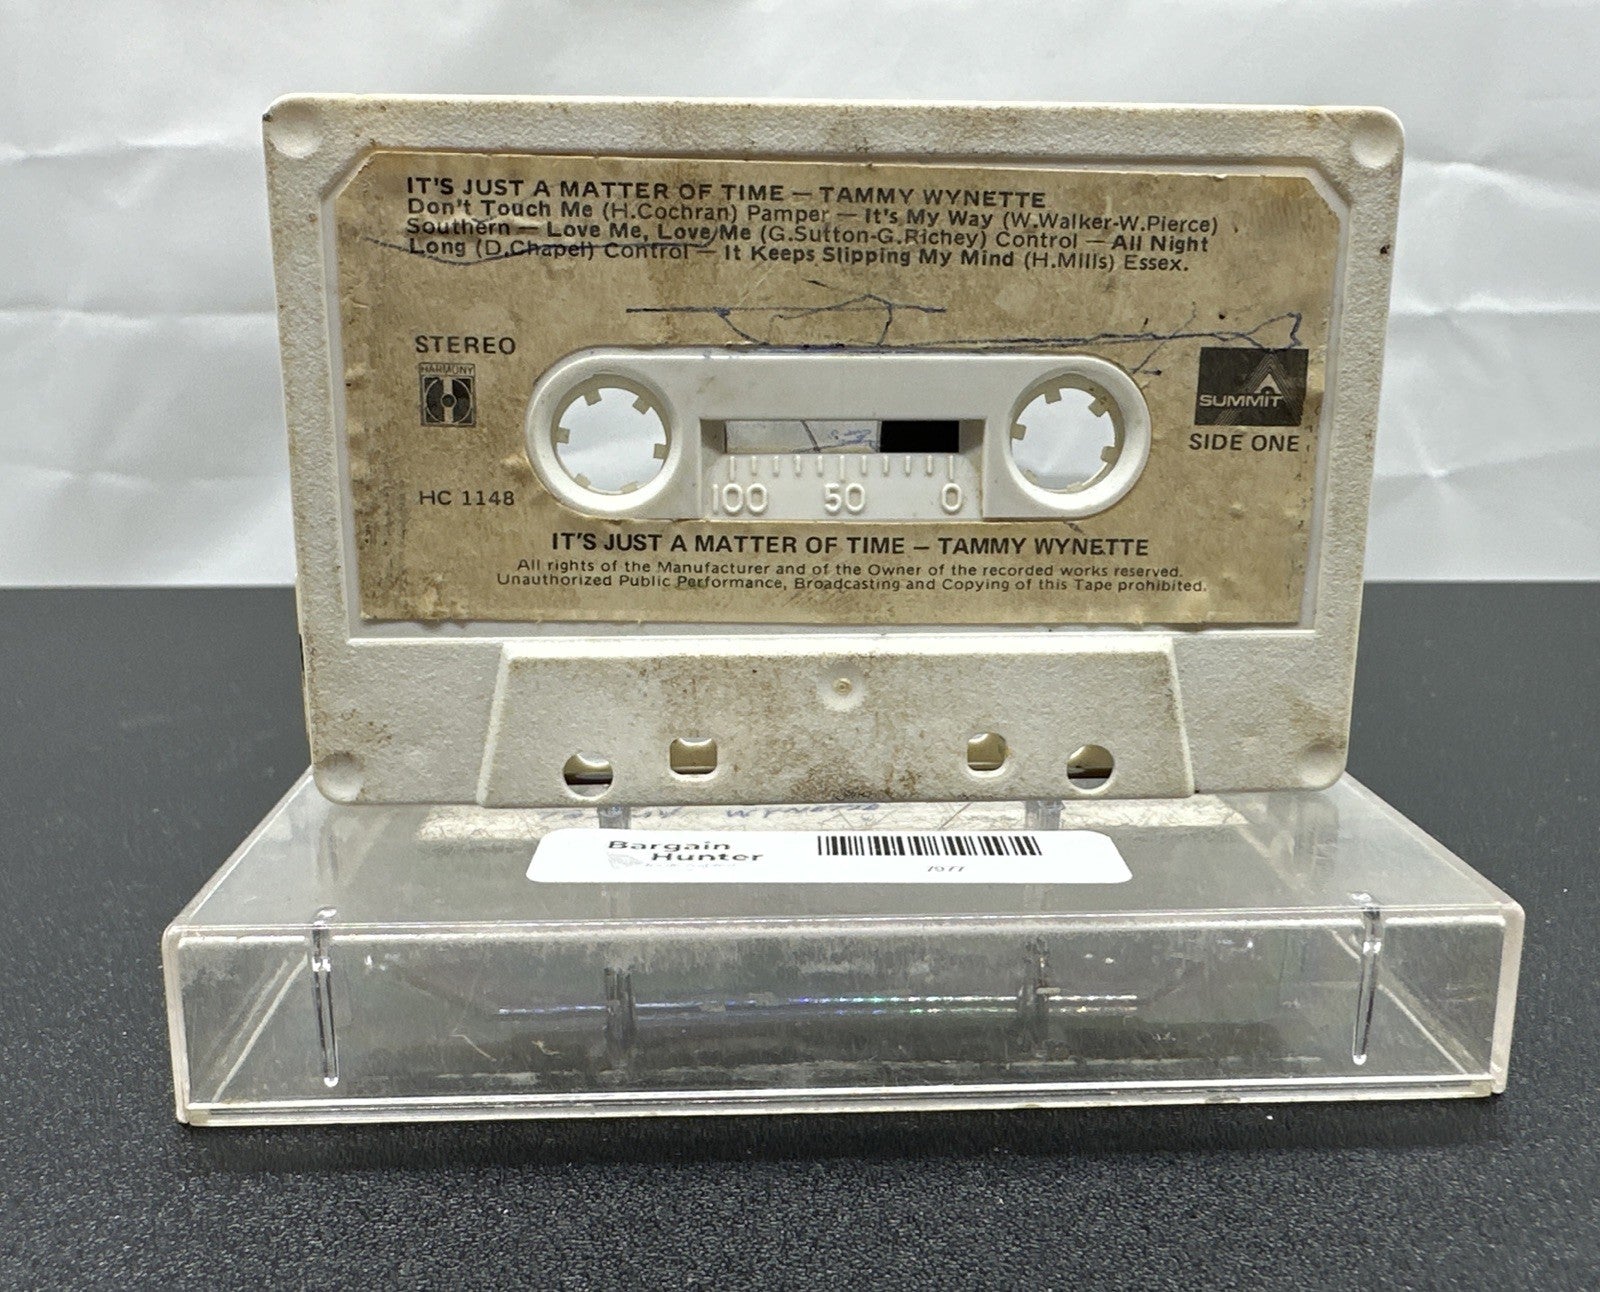 IT'S JUST A MATTER OF TIME — TAMMY WYNETTE
Don't Touch Me (H.Cochran) Pamper — It's My Way (W.Walker-W.Pierce)
Southern — Love Me, Love Me (G.Sutton-G.Richey) Control — All Night
Long (D.Chapel) Control — It Keeps Slipping My Mind (H.Mills) Essex.
STEREO
HARMONY
SUMMIT
SIDE ONE
100 50 0
HC 1148
IT'S JUST A MATTER OF TIME — TAMMY WYNETTE
All rights of the Manufacturer and of the Owner of the recorded works reserved.
Unauthorized Public Performance, Broadcasting and Copying of this Tape prohibited.
Bargain
Hunter